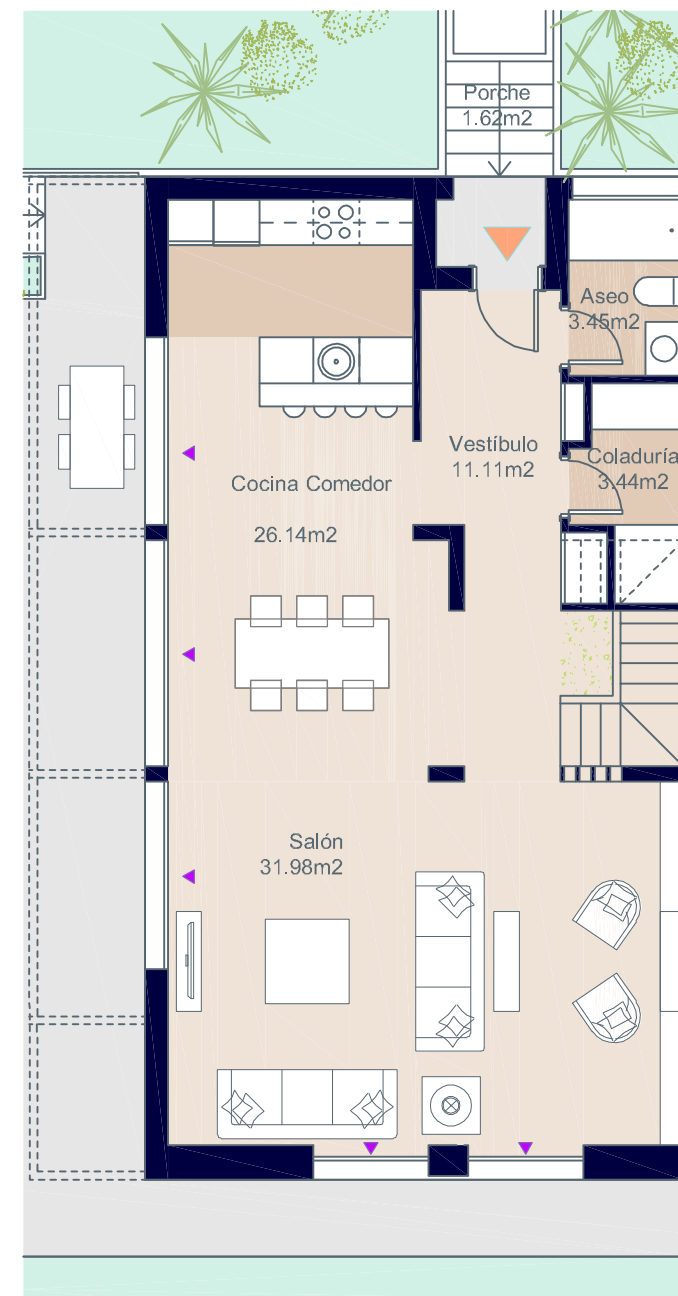 Porche
1.62m2
Aseo
3.45m2
Vestíbulo
11.11m2
Coladuría
3.44m2
Cocina Comedor
26.14m2
Salón
31.98m2